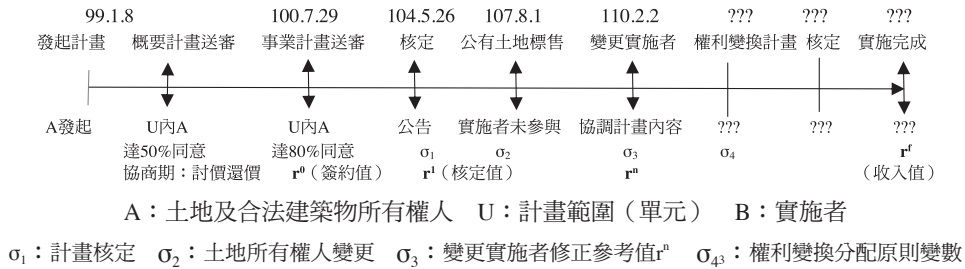 99.1.8 100.7.29 104.5.26 107.8.1 110.2.2 ??? ??? ???
發起計畫 概要計畫送審 事業計畫送審 核定 公有土地標售 變更實施者 權利變換計畫 核定 實施完成
A發起 U內A U內A 公告 實施者未參與 協調計畫內容 ??? ??? ???
達50%同意 達80%同意 σ1 σ2 σ3 σ4 rf
協商期：討價還價 r0（簽約值） r1（核定值） rn （收入值）
A：土地及合法建築物所有權人 U：計畫範圍（單元） B：實施者
σ1：計畫核定 σ2：土地所有權人變更 σ3：變更實施者修正參考值rn σ43：權利變換分配原則變數